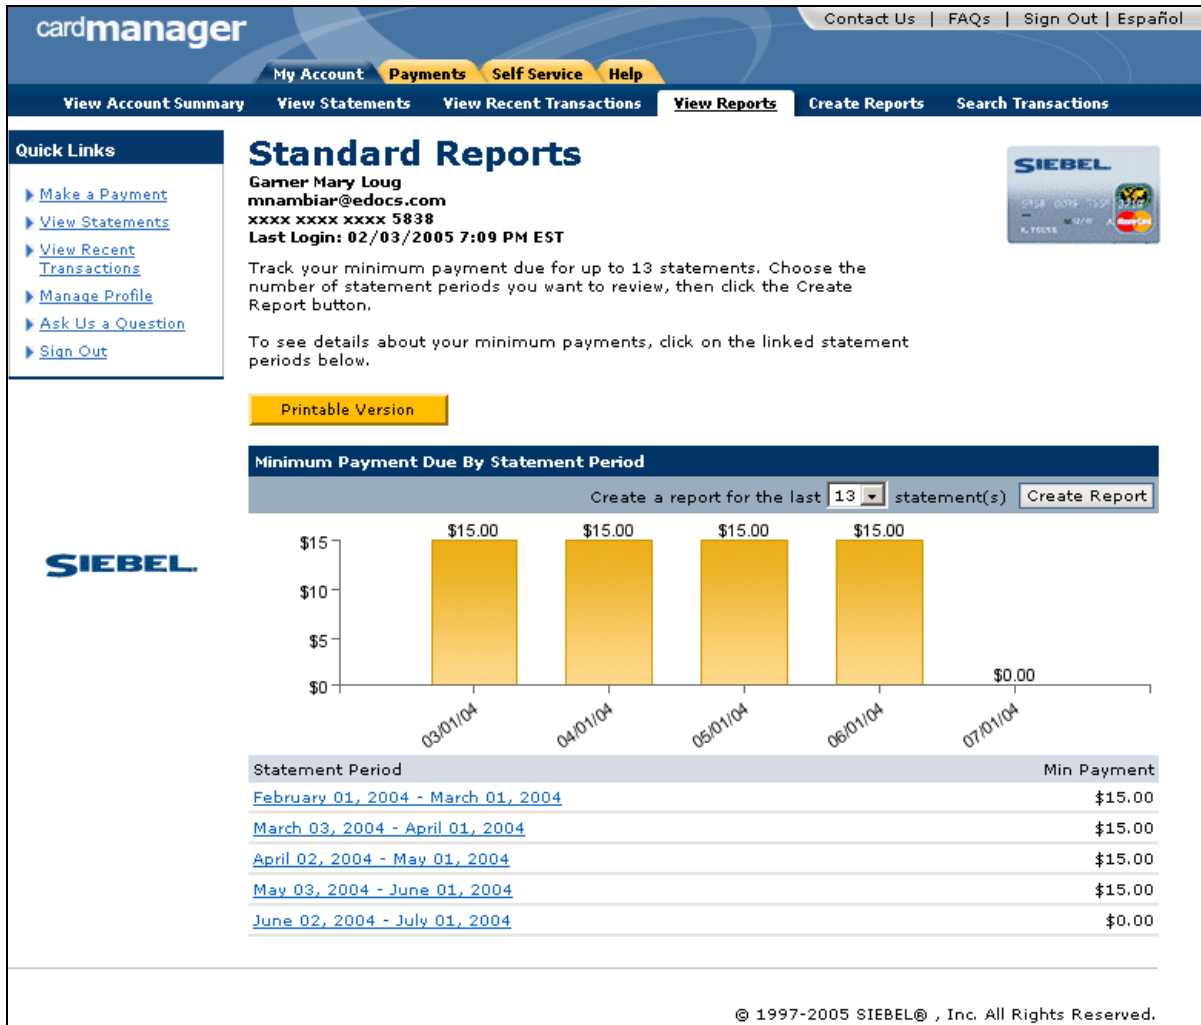 cardmanager
Contact Us | FAQs | Sign Out | Español
My Account Payments Self Service Help
View Account Summary View Statements View Recent Transactions View Reports Create Reports Search Transactions
Quick Links
Make a Payment
View Statements
View Recent
Transactions
Manage Profile
Ask Us a Question
Sign Out
Standard Reports
Garner Mary Loug
mnambiar@edocs.com
xxxx xxxx xxxx 5838
Last Login: 02/03/2005 7:09 PM EST
SIEBEL
MasterCard
Track your minimum payment due for up to 13 statements. Choose the
number of statement periods you want to review, then click the Create
Report button.
To see details about your minimum payments, click on the linked statement
periods below.
Printable Version
Minimum Payment Due By Statement Period
Create a report for the last 13 statement(s) Create Report
SIEBEL.
$15
$10
$5
$0
$15.00 $15.00 $15.00 $15.00 $0.00
03/01/04 04/01/04 05/01/04 06/01/04 07/01/04
Statement Period Min Payment
February 01, 2004 - March 01, 2004 $15.00
March 03, 2004 - April 01, 2004 $15.00
April 02, 2004 - May 01, 2004 $15.00
May 03, 2004 - June 01, 2004 $15.00
June 02, 2004 - July 01, 2004 $0.00
© 1997-2005 SIEBEL® , Inc. All Rights Reserved.